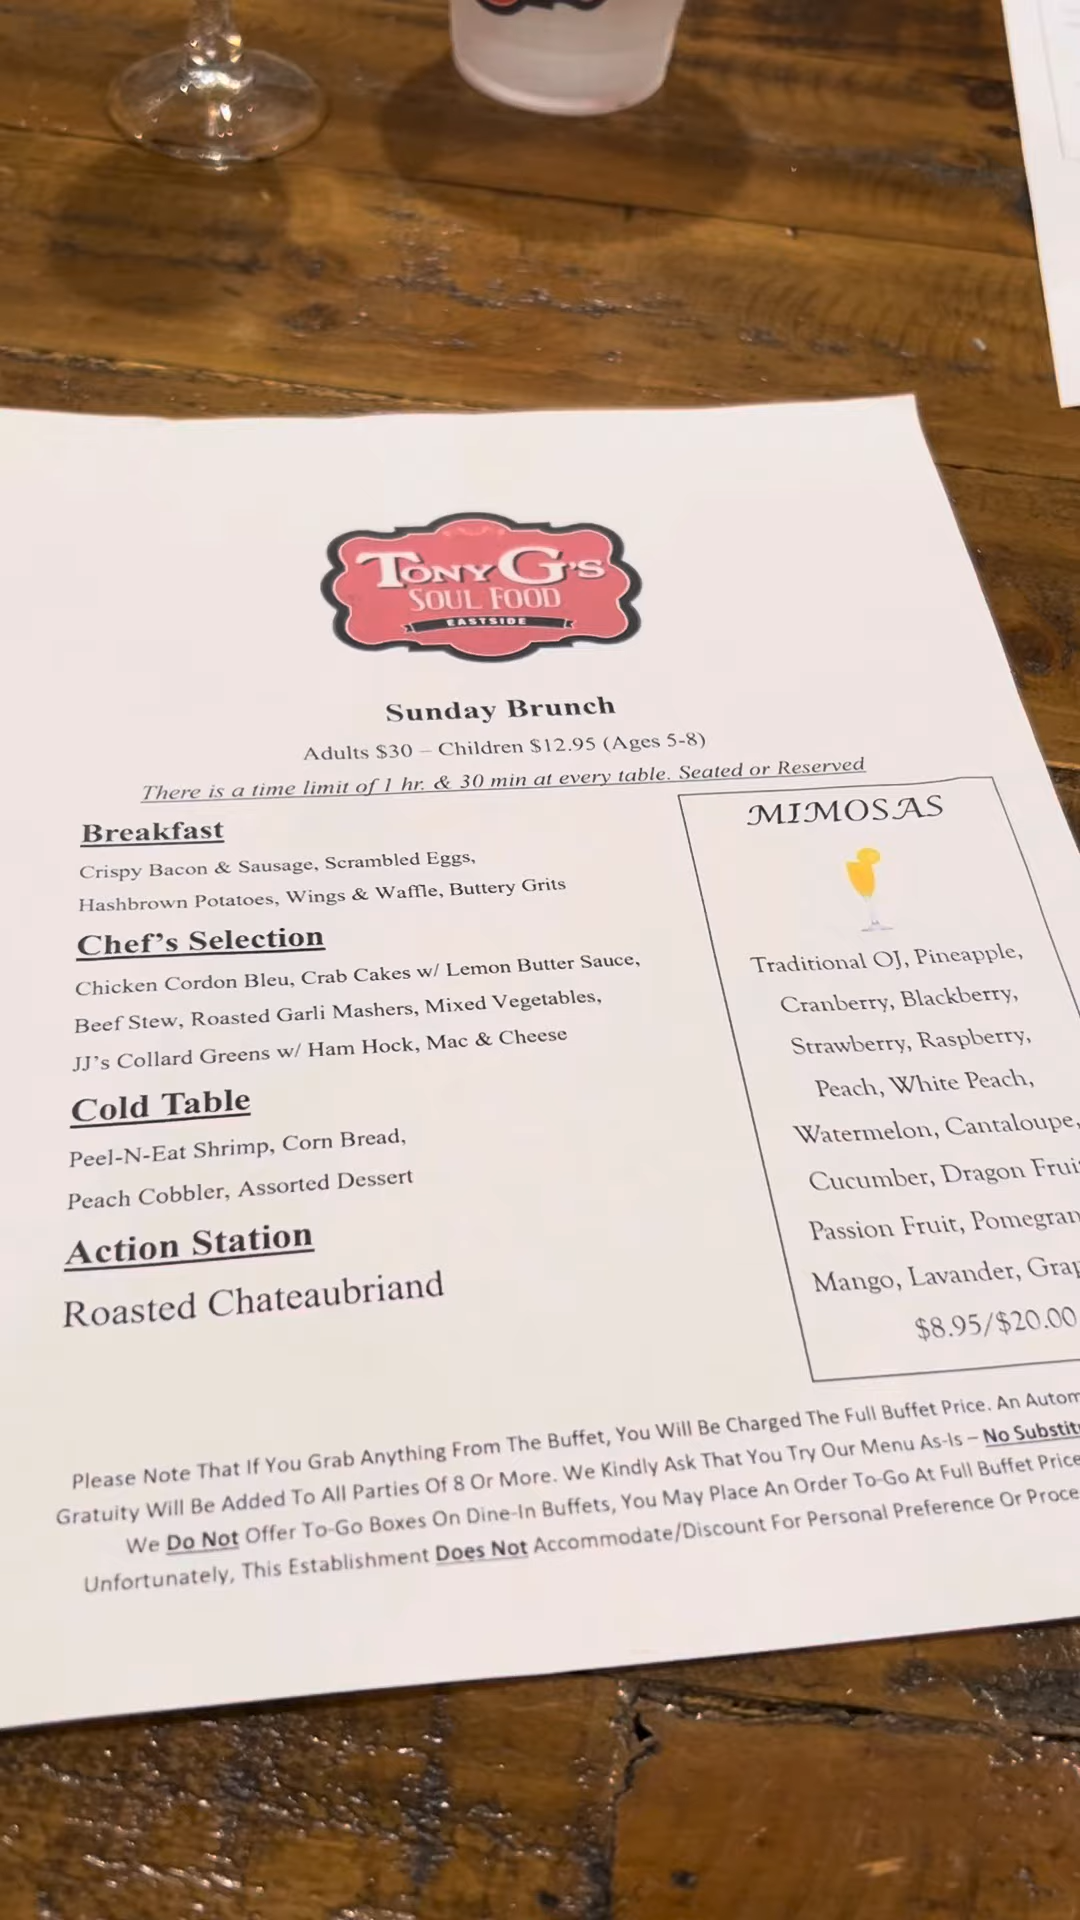 TONY G'S
SOUL FOOD
EASTSIDE
Sunday Brunch
Adults $30 – Children $12.95 (Ages 5-8)
There is a time limit of 1 hr. & 30 min at every table. Seated or Reserved
Breakfast
Crispy Bacon & Sausage, Scrambled Eggs,
Hashbrown Potatoes, Wings & Waffle, Buttery Grits
Chef's Selection
Chicken Cordon Bleu, Crab Cakes w/ Lemon Butter Sauce,
Beef Stew, Roasted Garli Mashers, Mixed Vegetables,
JJ's Collard Greens w/ Ham Hock, Mac & Cheese
Cold Table
Peel-N-Eat Shrimp, Corn Bread,
Peach Cobbler, Assorted Dessert
Action Station
Roasted Chateaubriand
MIMOSAS
Traditional OJ, Pineapple,
Cranberry, Blackberry,
Strawberry, Raspberry,
Peach, White Peach,
Watermelon, Cantaloupe,
Cucumber, Dragon Frui
Passion Fruit, Pomegran
Mango, Lavander, Grap
$8.95/$20.00
Please Note That If You Grab Anything From The Buffet, You Will Be Charged The Full Buffet Price. An Autom
Gratuity Will Be Added To All Parties Of 8 Or More. We Kindly Ask That You Try Our Menu As-Is – No Substit
We Do Not Offer To-Go Boxes On Dine-In Buffets, You May Place An Order To-Go At Full Buffet Price
Unfortunately, This Establishment Does Not Accommodate/Discount For Personal Preference Or Proce